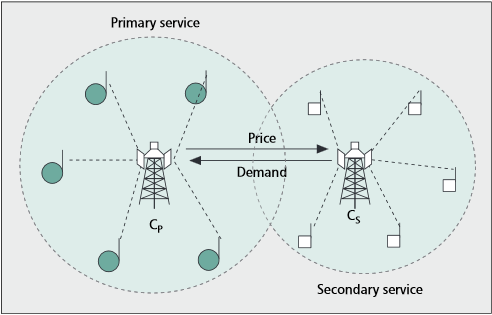 Primary service
Price
Demand
C_P
C_S
Secondary service